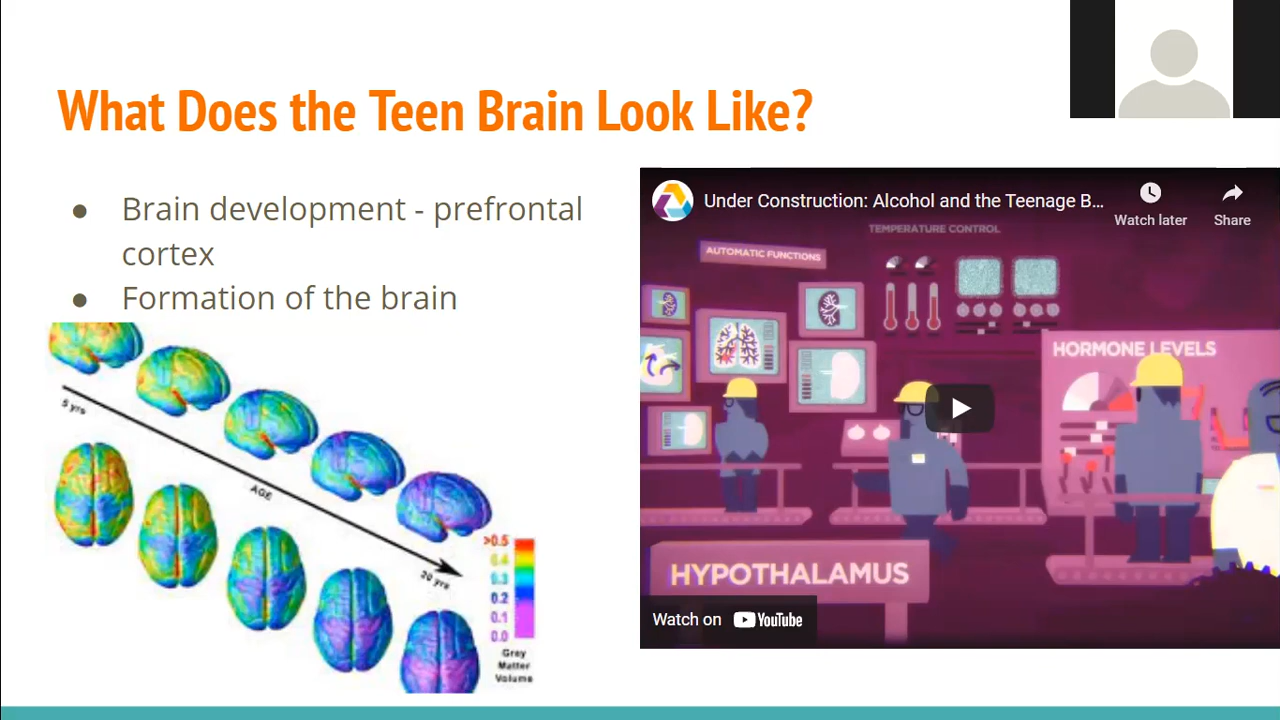 What Does the Teen Brain Look Like?
● Brain development - prefrontal
cortex
● Formation of the brain
5 yrs
AGE
20 yrs
>0.5
0.4
0.3
0.2
0.1
0.0
Gray
Matter
Volume
Under Construction: Alcohol and the Teenage B...
Watch later
Share
TEMPERATURE CONTROL
AUTOMATIC FUNCTIONS
HORMONE LEVELS
HYPOTHALAMUS
Watch on YouTube